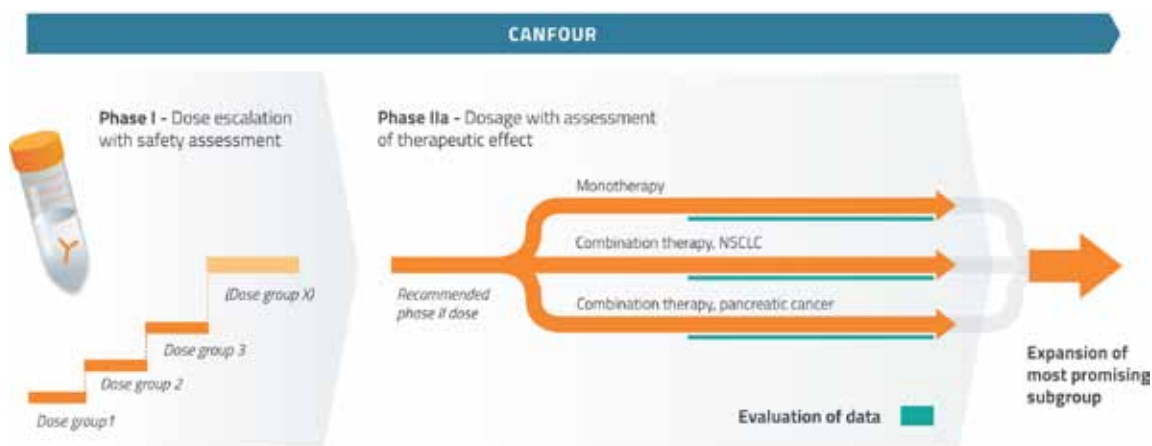 CANFOUR
Phase I - Dose escalation
with safety assessment
Phase IIa - Dosage with assessment
of therapeutic effect
Monotherapy
Combination therapy, NSCLC
Combination therapy, pancreatic cancer
Recommended
phase II dose
(Dose group X)
Dose group 3
Dose group 2
Dose group 1
Expansion of
most promising
subgroup
Evaluation of data